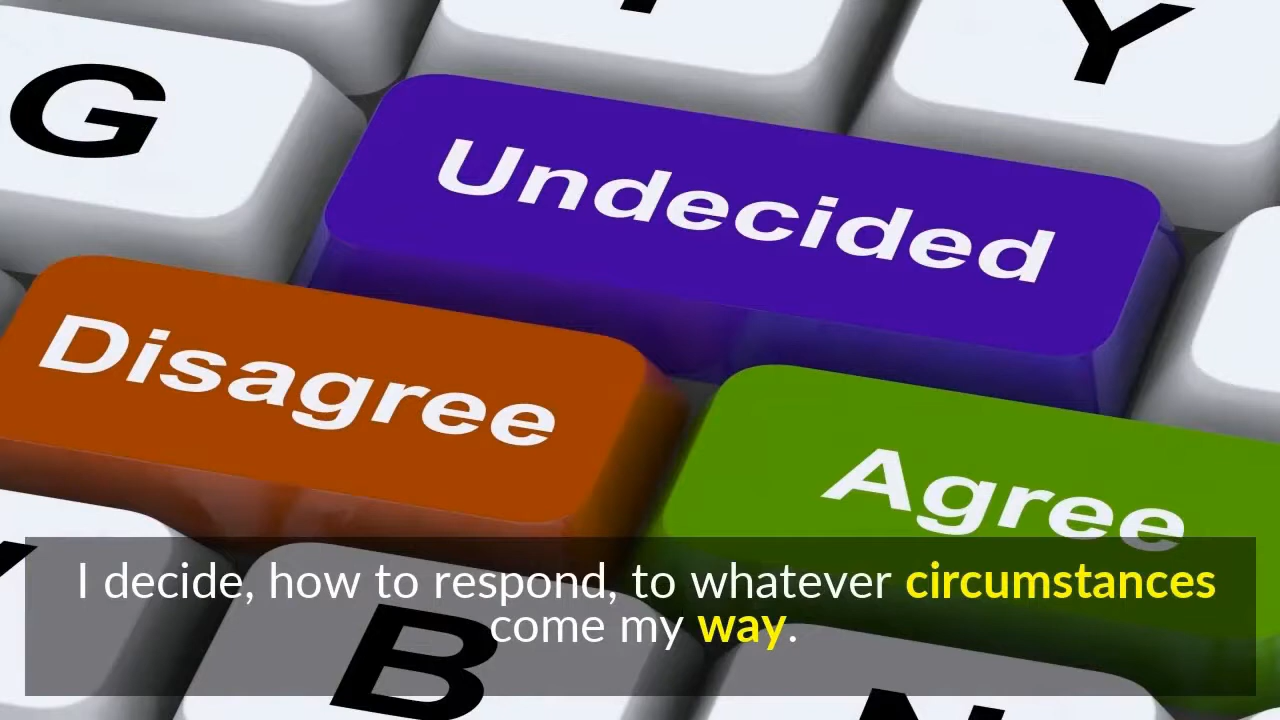 Y
G
Undecided
Disagree
Agree
I decide, how to respond, to whatever circumstances
come my way.
B
N